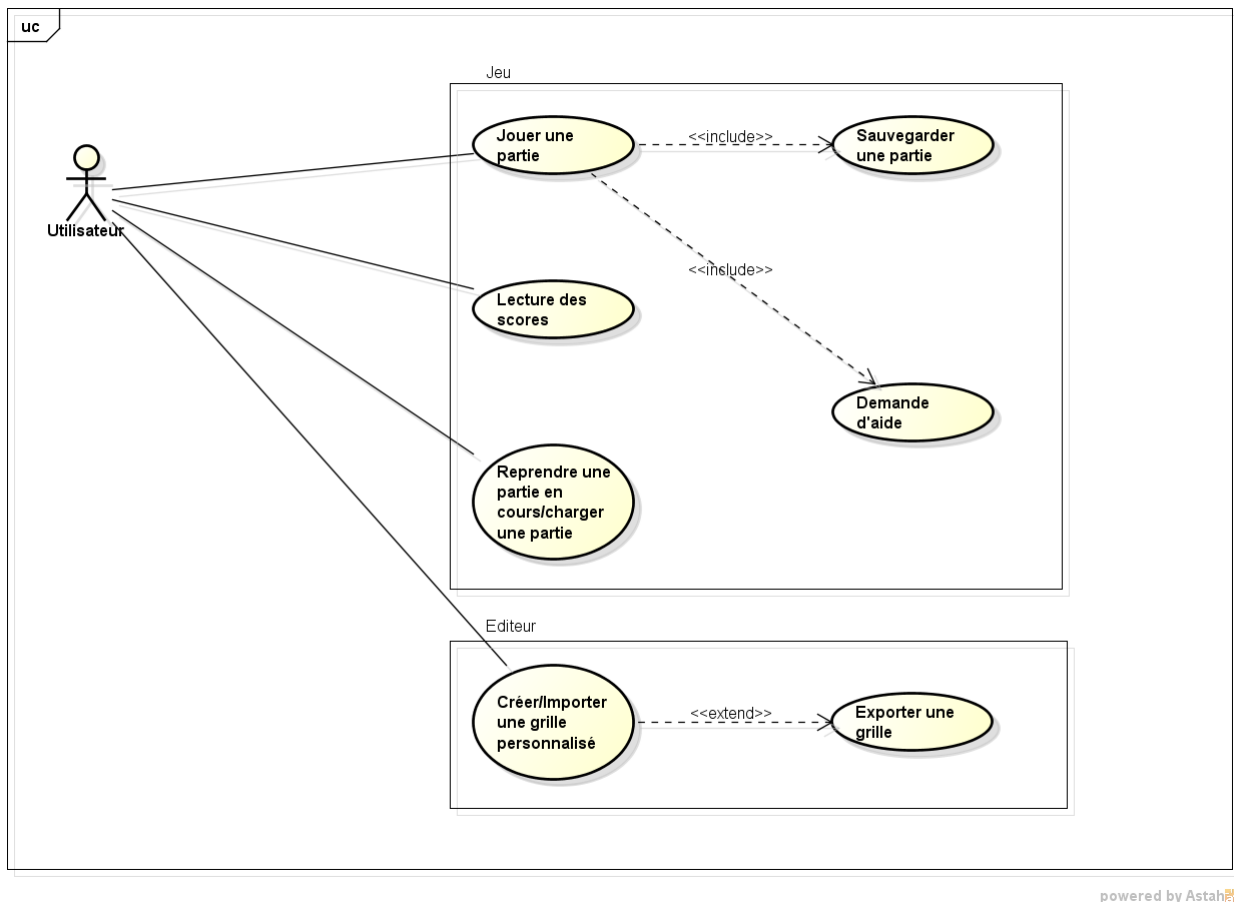 uc
Jeu
Jouer une
partie
<<include>>
Sauvegarder
une partie
Utilisateur
<<include>>
Lecture des
scores
Demande
d'aide
Reprendre une
partie en
cours/charger
une partie
Editeur
Créer/Importer
une grille
personnalisé
<<extend>>
Exporter une
grille
powered by Astah